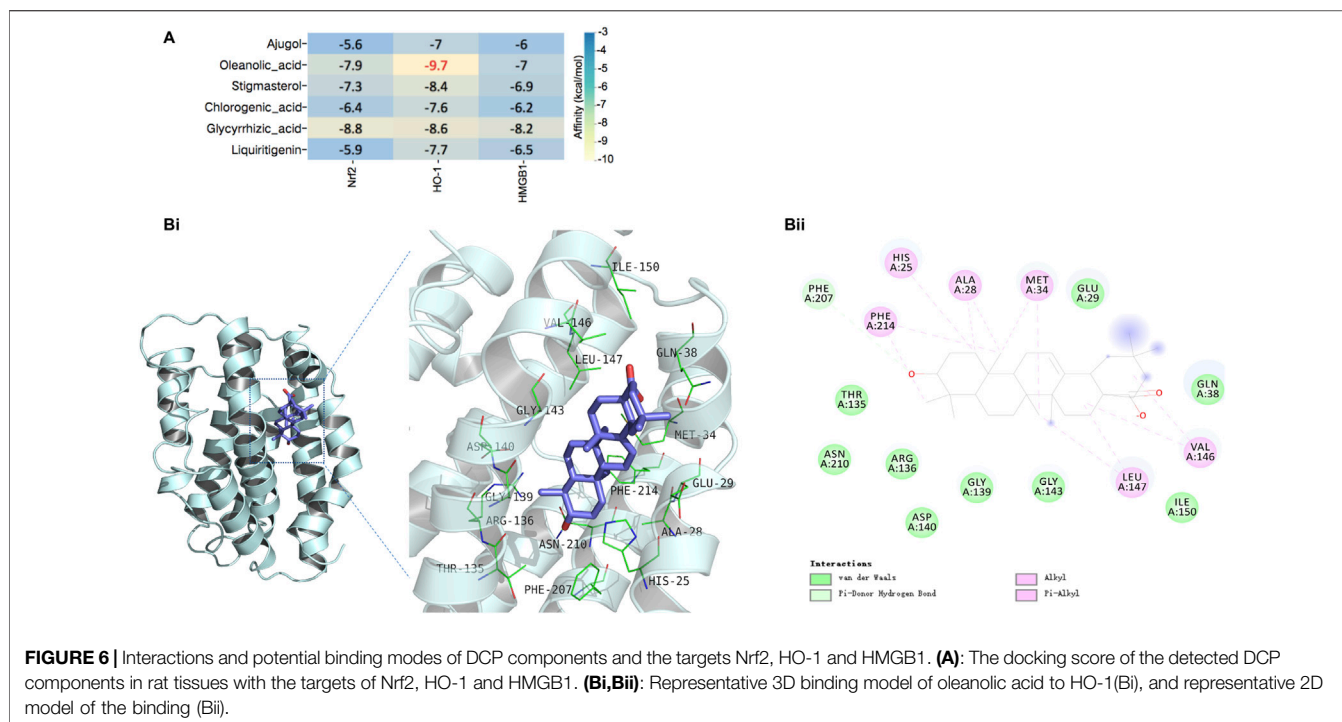 A
Ajugol -5.6 -7 -6
Oleanolic_acid -7.9 -9.7 -7
Stigmasterol -7.3 -8.4 -6.9
Chlorogenic_acid -6.4 -7.6 -6.2
Glycyrrhizic_acid -8.8 -8.6 -8.2
Liquiritigenin -5.9 -7.7 -6.5
Nrf2
HO-1
HMGB1
-3
-4
-5
-6
-7
-8
-9
-10
Affinity (kcal/mol)
Bi
ILE-150
VAL-146
LEU-147
GLN-38
GLY-143
MET-34
ASP-140
GLU-29
PHE-214
GLY-139
ARG-136
ALA-28
ASN-210
THR-135
HIS-25
PHE-207
Bii
HIS
A:25
ALA
A:28
MET
A:34
GLU
A:29
PHE
A:207
PHE
A:214
O
GLN
A:38
O
-O
THR
A:135
VAL
A:146
ASN
A:210
ARG
A:136
GLY
A:139
GLY
A:143
LEU
A:147
ILE
A:150
ASP
A:140
Interactions
van der Waals
Pi-Donor Hydrogen Bond
Alkyl
Pi-Alkyl
FIGURE 6 | Interactions and potential binding modes of DCP components and the targets Nrf2, HO-1 and HMGB1. (A): The docking score of the detected DCP
components in rat tissues with the targets of Nrf2, HO-1 and HMGB1. (Bi,Bii): Representative 3D binding model of oleanolic acid to HO-1(Bi), and representative 2D
model of the binding (Bii).